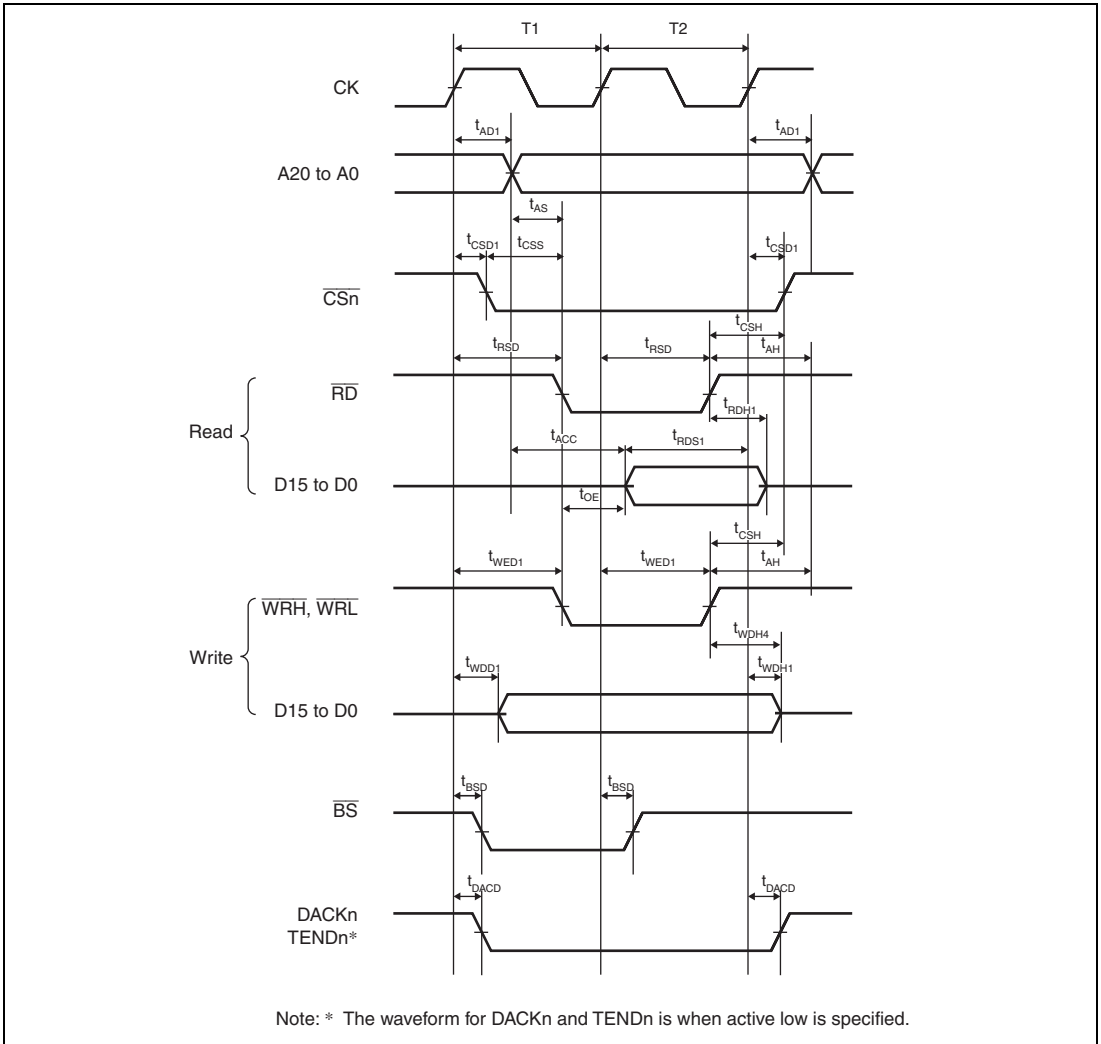 T1 T2
CK
tAD1 tAD1
A20 to A0
tAS
tCSD1 tCSS tCSD1
CSn
tCSH
tRSD tRSD tAH
RD
tRDH1
Read
tACC tRDS1
D15 to D0
tOE
tCSH
tWED1 tWED1 tAH
WRH, WRL
tWDH4
Write
tWDD1 tWDH1
D15 to D0
tBSD tBSD
BS
tDACD tDACD
DACKn
TENDn*
Note: * The waveform for DACKn and TENDn is when active low is specified.